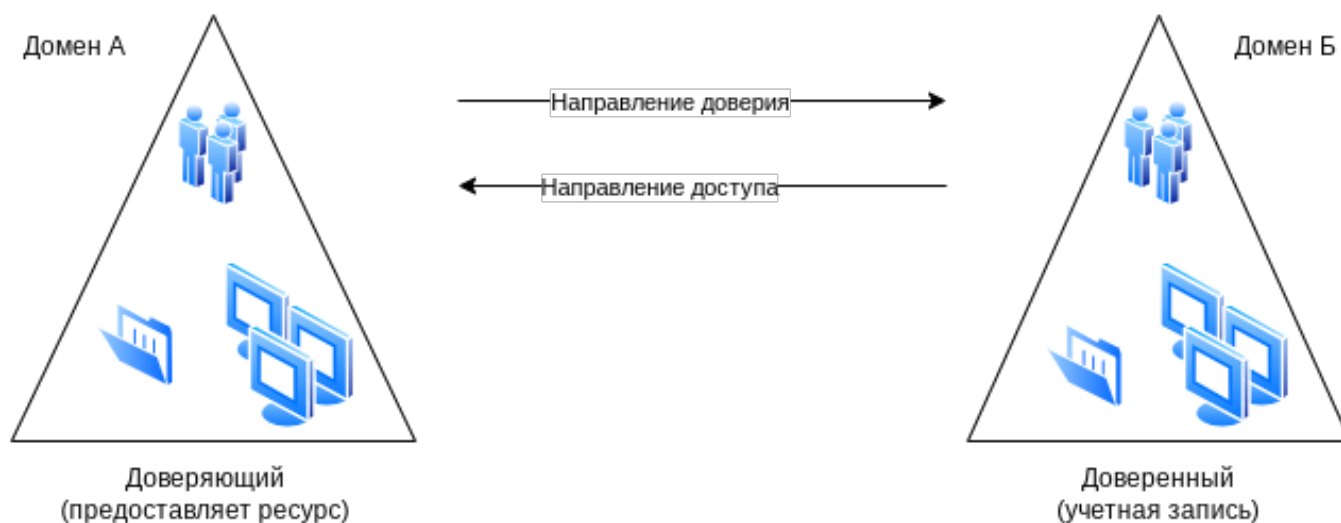 Домен А
Домен Б
Направление доверия
Направление доступа
Доверяющий
(предоставляет ресурс)
Доверенный
(учетная запись)